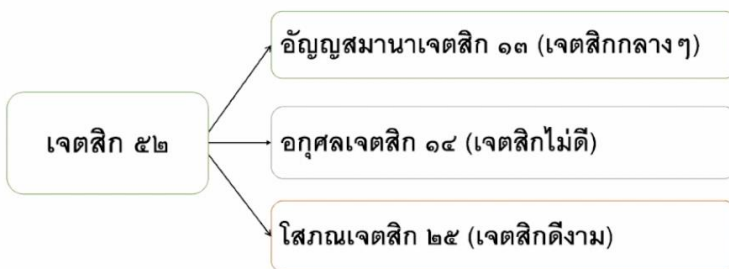 อัญญสมานาเจตสิก ๑๓ (เจตสิกกลาง ๆ)
เจตสิก ๕๒
อกุศลเจตสิก ๑๔ (เจตสิกไม่ดี)
โสภณเจตสิก ๒๕ (เจตสิกดีงาม)